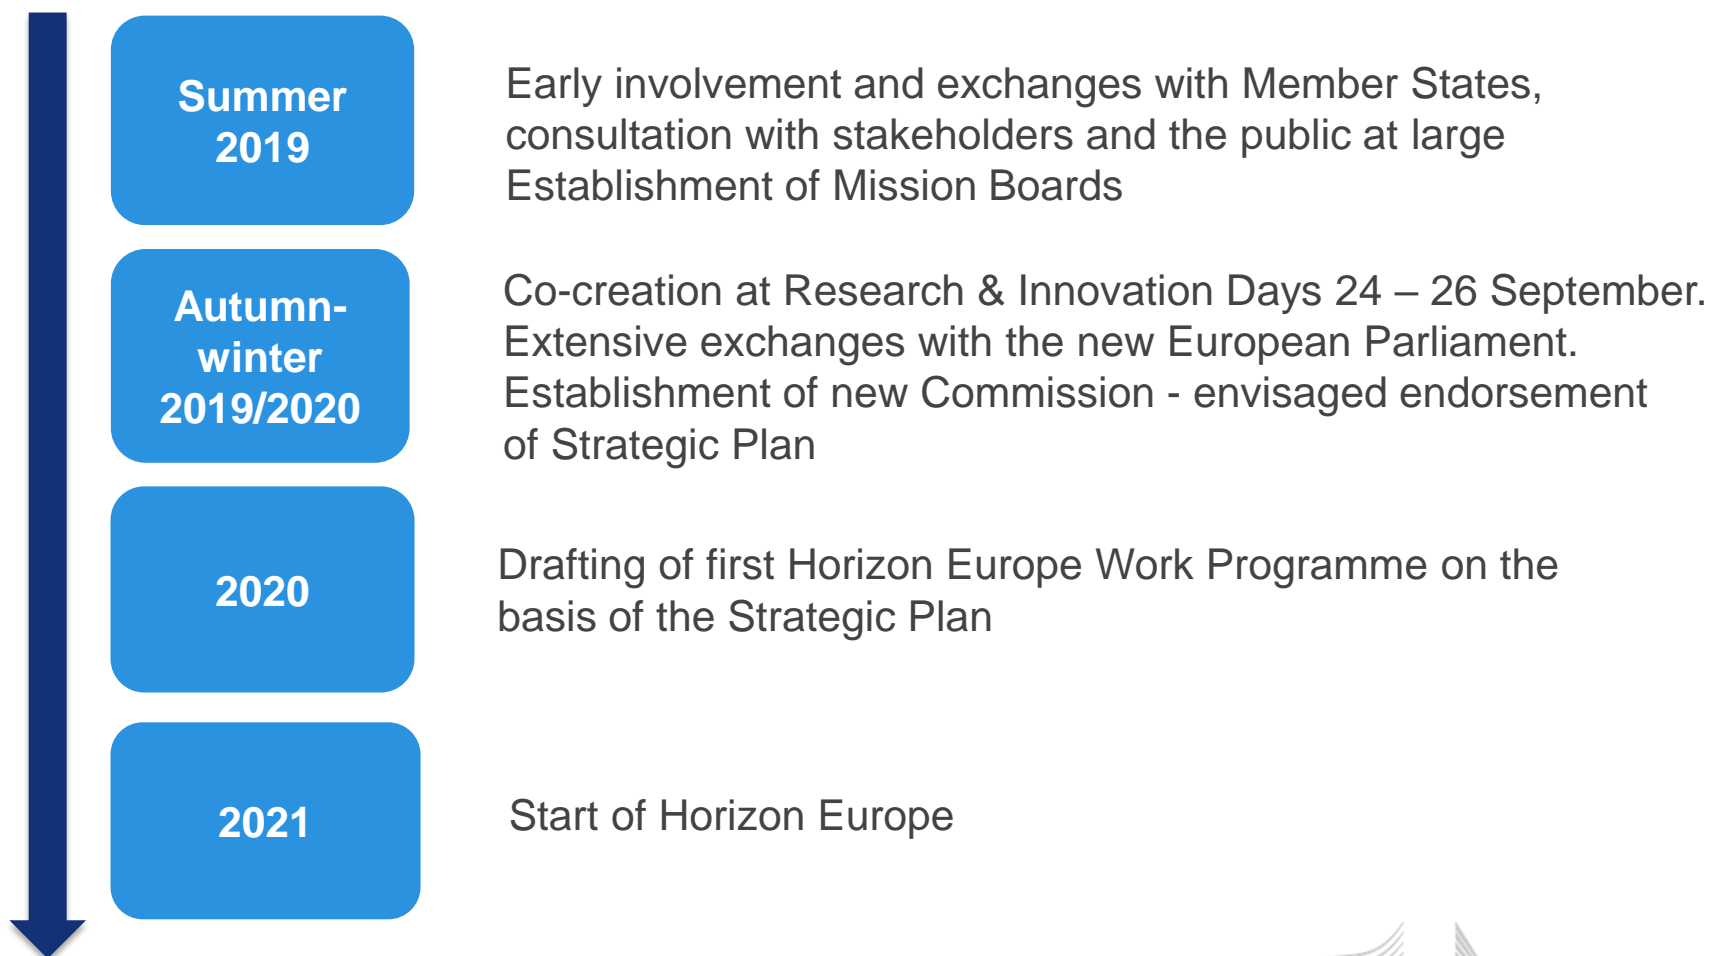 Summer
2019
Early involvement and exchanges with Member States,
consultation with stakeholders and the public at large
Establishment of Mission Boards
Autumn-
winter
2019/2020
Co-creation at Research & Innovation Days 24 – 26 September.
Extensive exchanges with the new European Parliament.
Establishment of new Commission - envisaged endorsement
of Strategic Plan
2020
Drafting of first Horizon Europe Work Programme on the
basis of the Strategic Plan
2021
Start of Horizon Europe